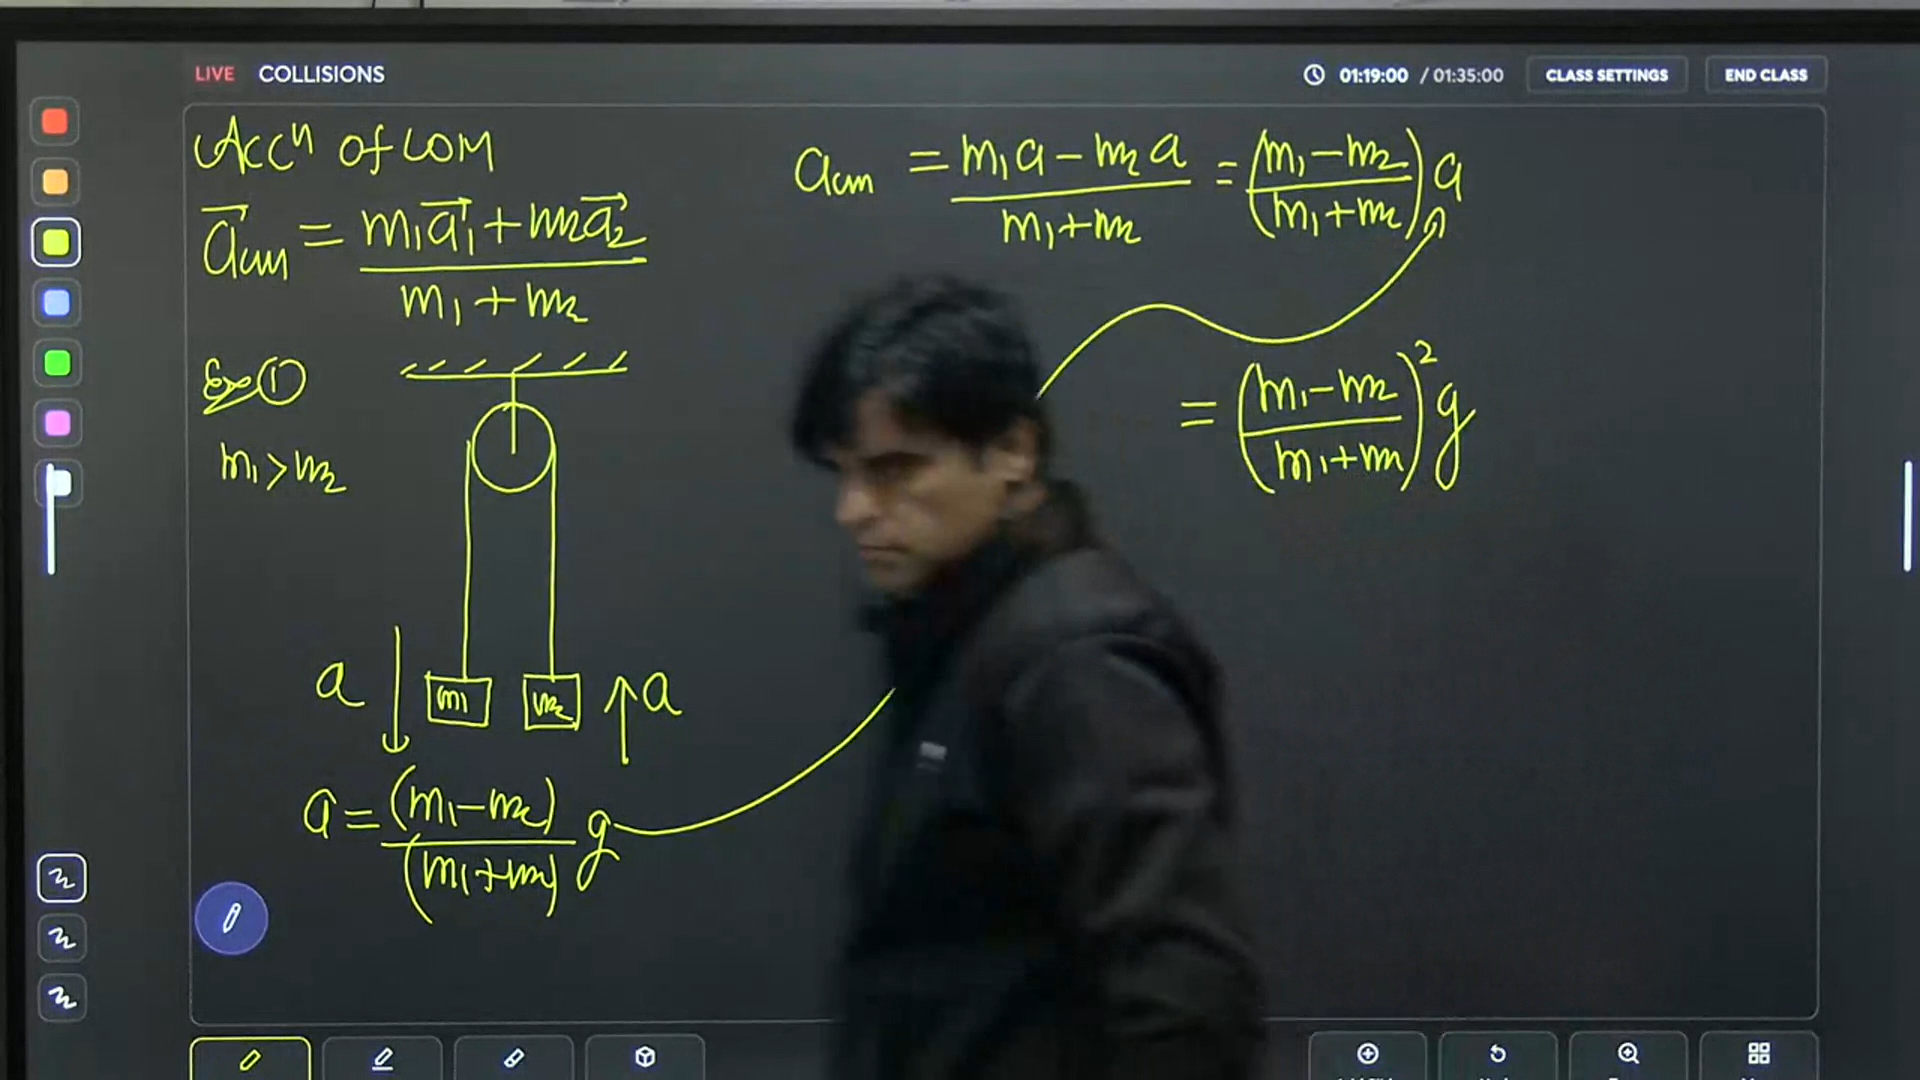 LIVE COLLISIONS 01:19:00 / 01:35:00 CLASS SETTINGS END CLASS
Accⁿ of COM
a⃗cm = (m₁a⃗₁ + m₂a⃗₂) / (m₁ + m₂)
Ex ①
m₁ > m₂
a m₁ m₂ a
a = (m₁ - m₂) / (m₁ + m₂) g
acm = (m₁a - m₂a) / (m₁ + m₂) = ((m₁ - m₂) / (m₁ + m₂)) a
= ((m₁ - m₂) / (m₁ + m₂))² g